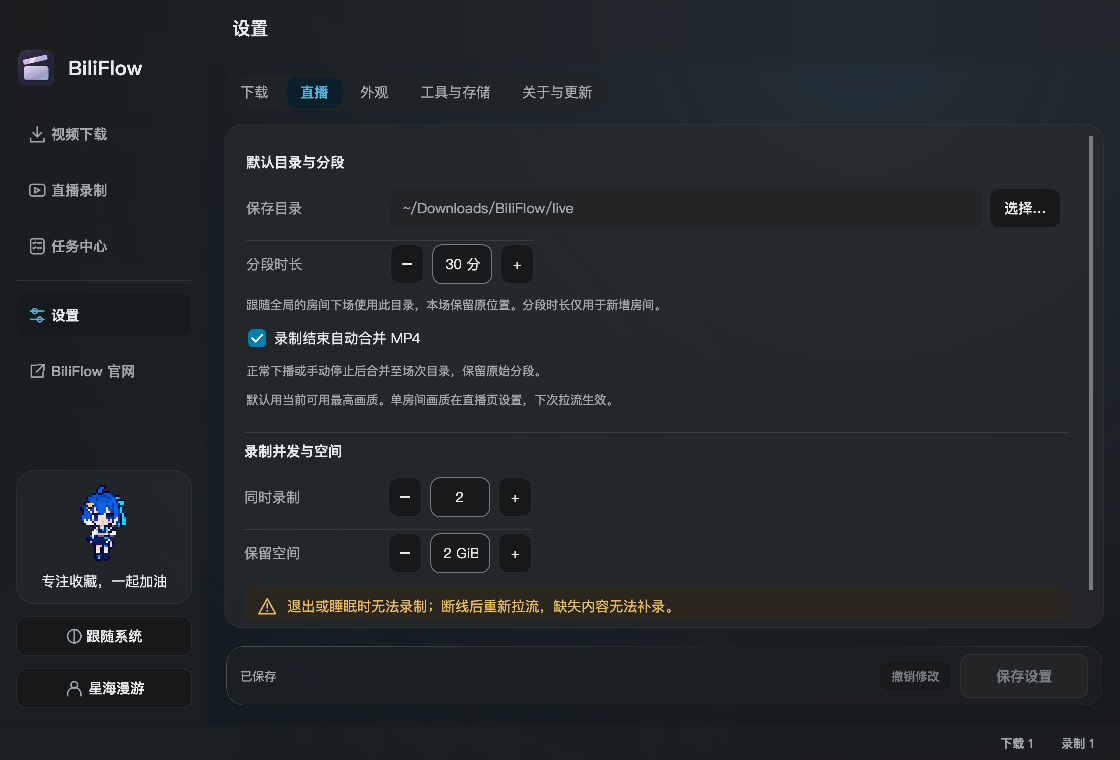 设置
BiliFlow
下载 直播 外观 工具与存储 关于与更新
视频下载
直播录制
任务中心
设置
BiliFlow 官网
专注收藏，一起加油
跟随系统
星海漫游
默认目录与分段
保存目录 ~/Downloads/BiliFlow/live 选择...
分段时长 − 30 分 +
跟随全局的房间下场使用此目录，本场保留原位置。分段时长仅用于新增房间。
录制结束自动合并 MP4
正常下播或手动停止后合并至场次目录，保留原始分段。
默认用当前可用最高画质。单房间画质在直播页设置，下次拉流生效。
录制并发与空间
同时录制 − 2 +
保留空间 − 2 GiB +
退出或睡眠时无法录制；断线后重新拉流，缺失内容无法补录。
已保存 撤销修改 保存设置
下载 1 录制 1